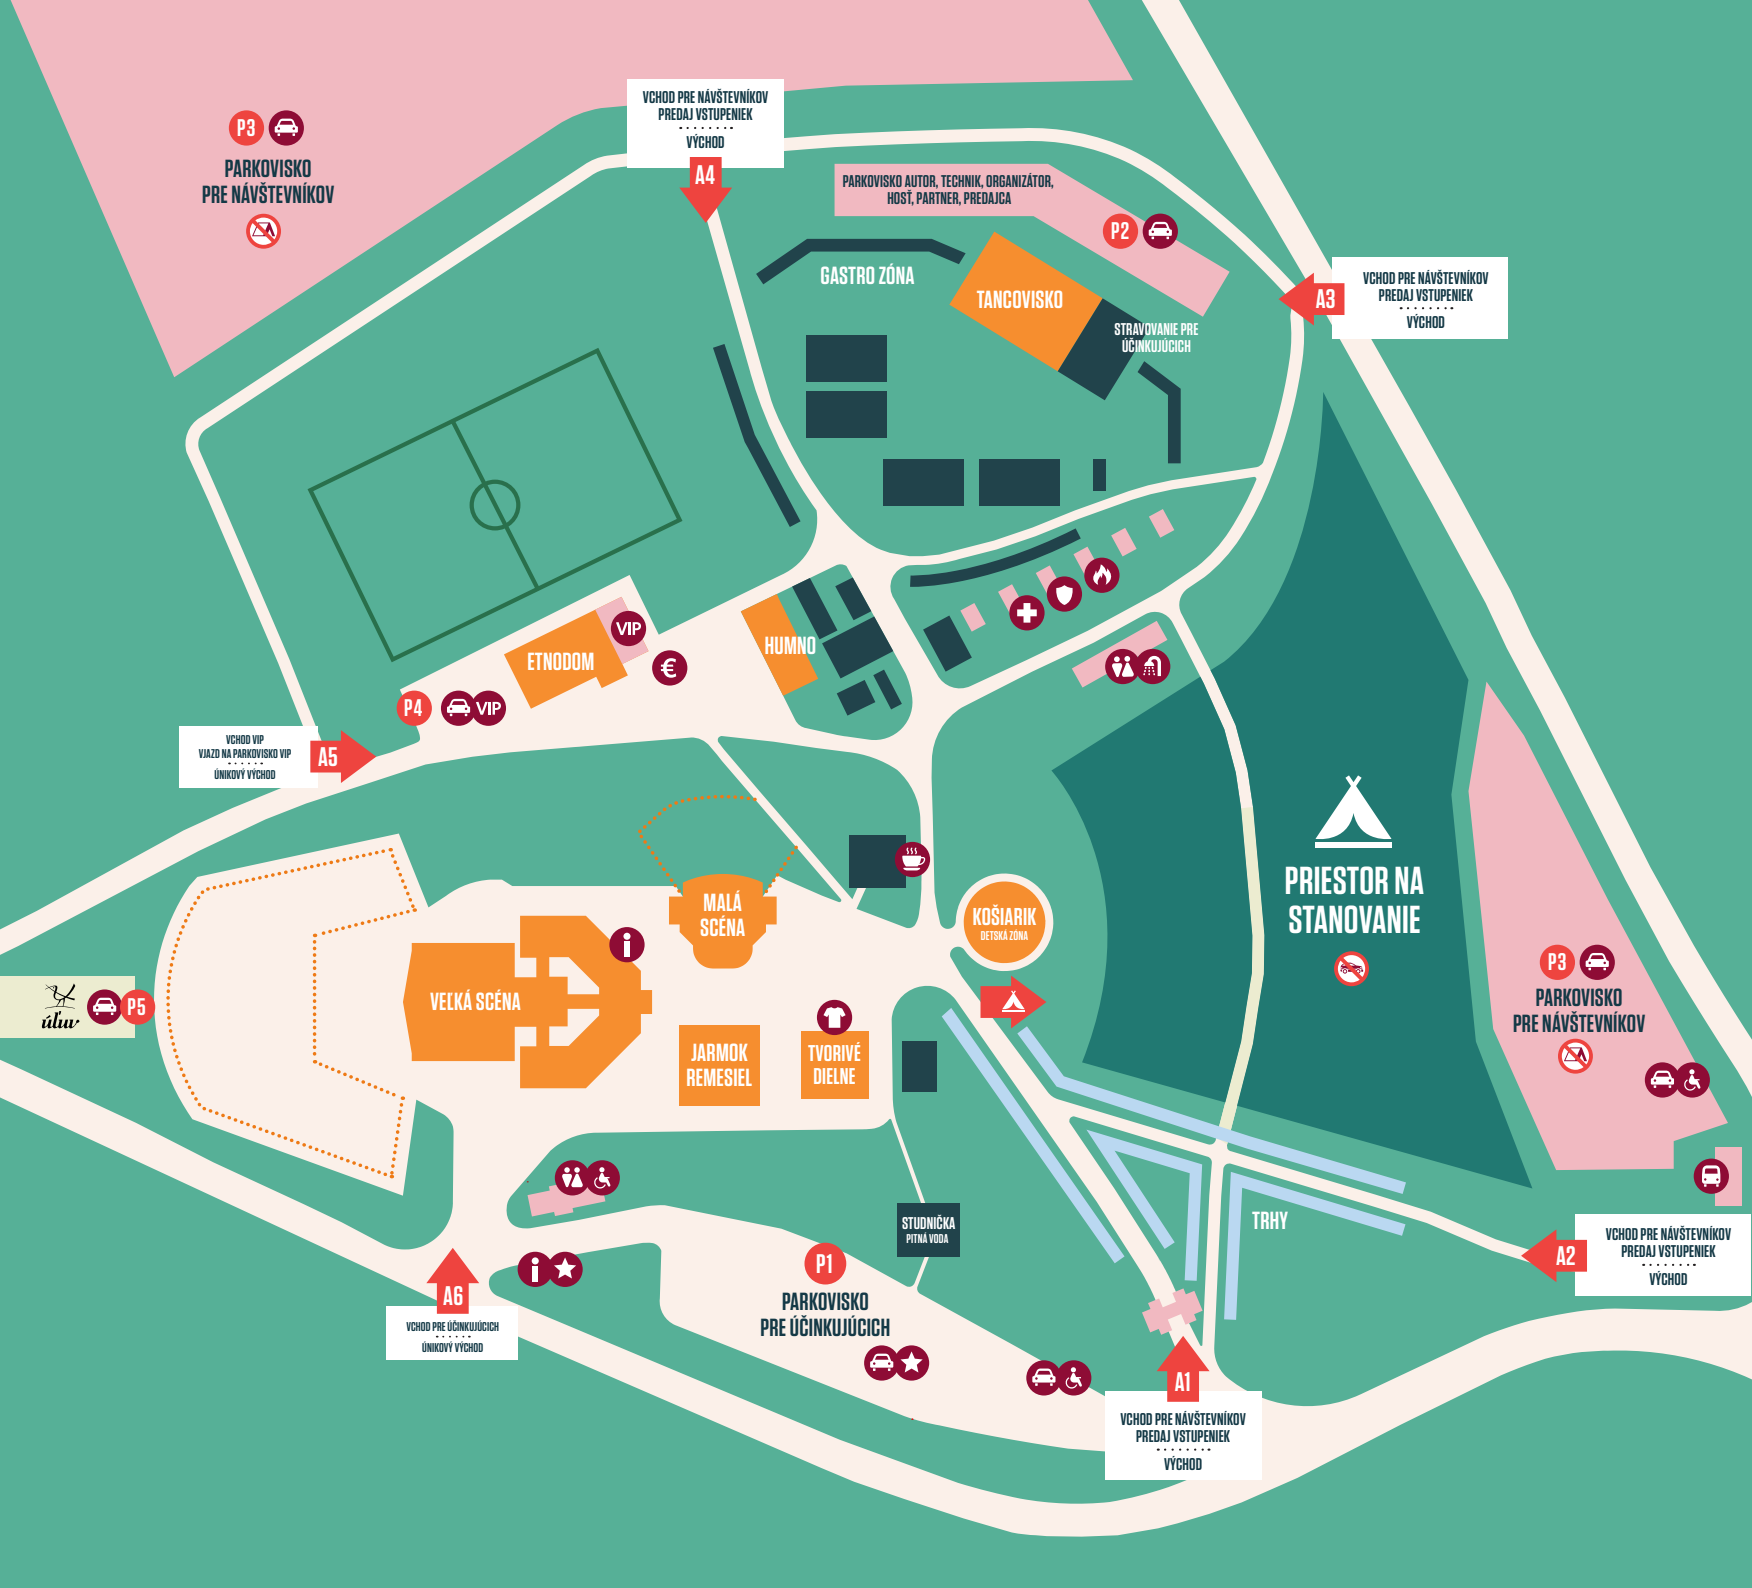 VCHOD PRE NÁVŠTEVNÍKOV
PREDAJ VSTUPENIEK
VÝCHOD
A4
P3
PARKOVISKO
PRE NÁVŠTEVNÍKOV
PARKOVISKO AUTOR, TECHNIK, ORGANIZÁTOR,
HOSŤ, PARTNER, PREDAJCA
P2
GASTRO ZÓNA
TANCOVISKO
STRAVOVANIE PRE
ÚČINKUJÚCICH
A3
VCHOD PRE NÁVŠTEVNÍKOV
PREDAJ VSTUPENIEK
VÝCHOD
VIP
ETNODOM
€
HUMNO
P4
VIP
VCHOD VIP
VJAZD NA PARKOVISKO VIP
ÚNIKOVÝ VÝCHOD
A5
PRIESTOR NA
STANOVANIE
MALÁ
SCÉNA
KOŠIARIK
DETSKÁ ZÓNA
i
VEĽKÁ SCÉNA
úľuv
P5
P3
PARKOVISKO
PRE NÁVŠTEVNÍKOV
JARMOK
REMESIEL
TVORIVÉ
DIELNE
STUDNIČKA
PITNÁ VODA
TRHY
A2
VCHOD PRE NÁVŠTEVNÍKOV
PREDAJ VSTUPENIEK
VÝCHOD
i
P1
PARKOVISKO
PRE ÚČINKUJÚCICH
A6
VCHOD PRE ÚČINKUJÚCICH
ÚNIKOVÝ VÝCHOD
A1
VCHOD PRE NÁVŠTEVNÍKOV
PREDAJ VSTUPENIEK
VÝCHOD